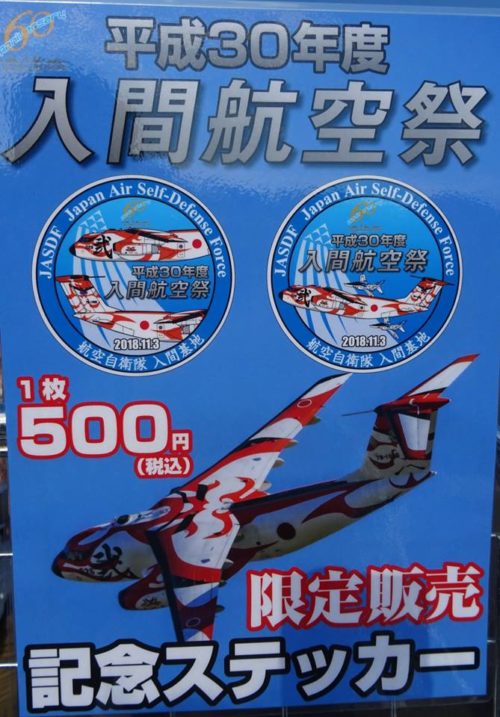 60
平成30年度
入間航空祭
JASDF Japan Air Self-Defense Force
平成30年度
入間航空祭
2018.11.3
航空自衛隊 入間基地
JASDF Japan Air Self-Defense Force
平成30年度
入間航空祭
2018.11.3
航空自衛隊 入間基地
1枚
500円
(税込)
限定販売
記念ステッカー